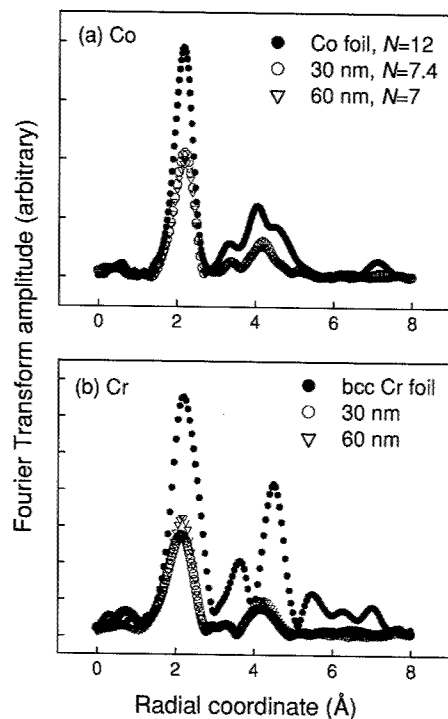 (a) Co
Co foil, N=12
30 nm, N=7.4
60 nm, N=7
0 2 4 6 8
Fourier Transform amplitude (arbitrary)
(b) Cr
bcc Cr foil
30 nm
60 nm
0 2 4 6 8
Radial coordinate (Å)